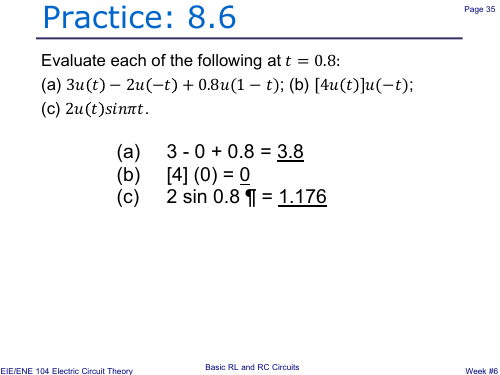 Practice: 8.6
Page 35
Evaluate each of the following at t = 0.8:
(a) 3u(t) − 2u(−t) + 0.8u(1 − t); (b) [4u(t)]u(−t);
(c) 2u(t)sinπt.
(a) 3 - 0 + 0.8 = 3.8
(b) [4] (0) = 0
(c) 2 sin 0.8 ¶ = 1.176
EIE/ENE 104 Electric Circuit Theory
Basic RL and RC Circuits
Week #6